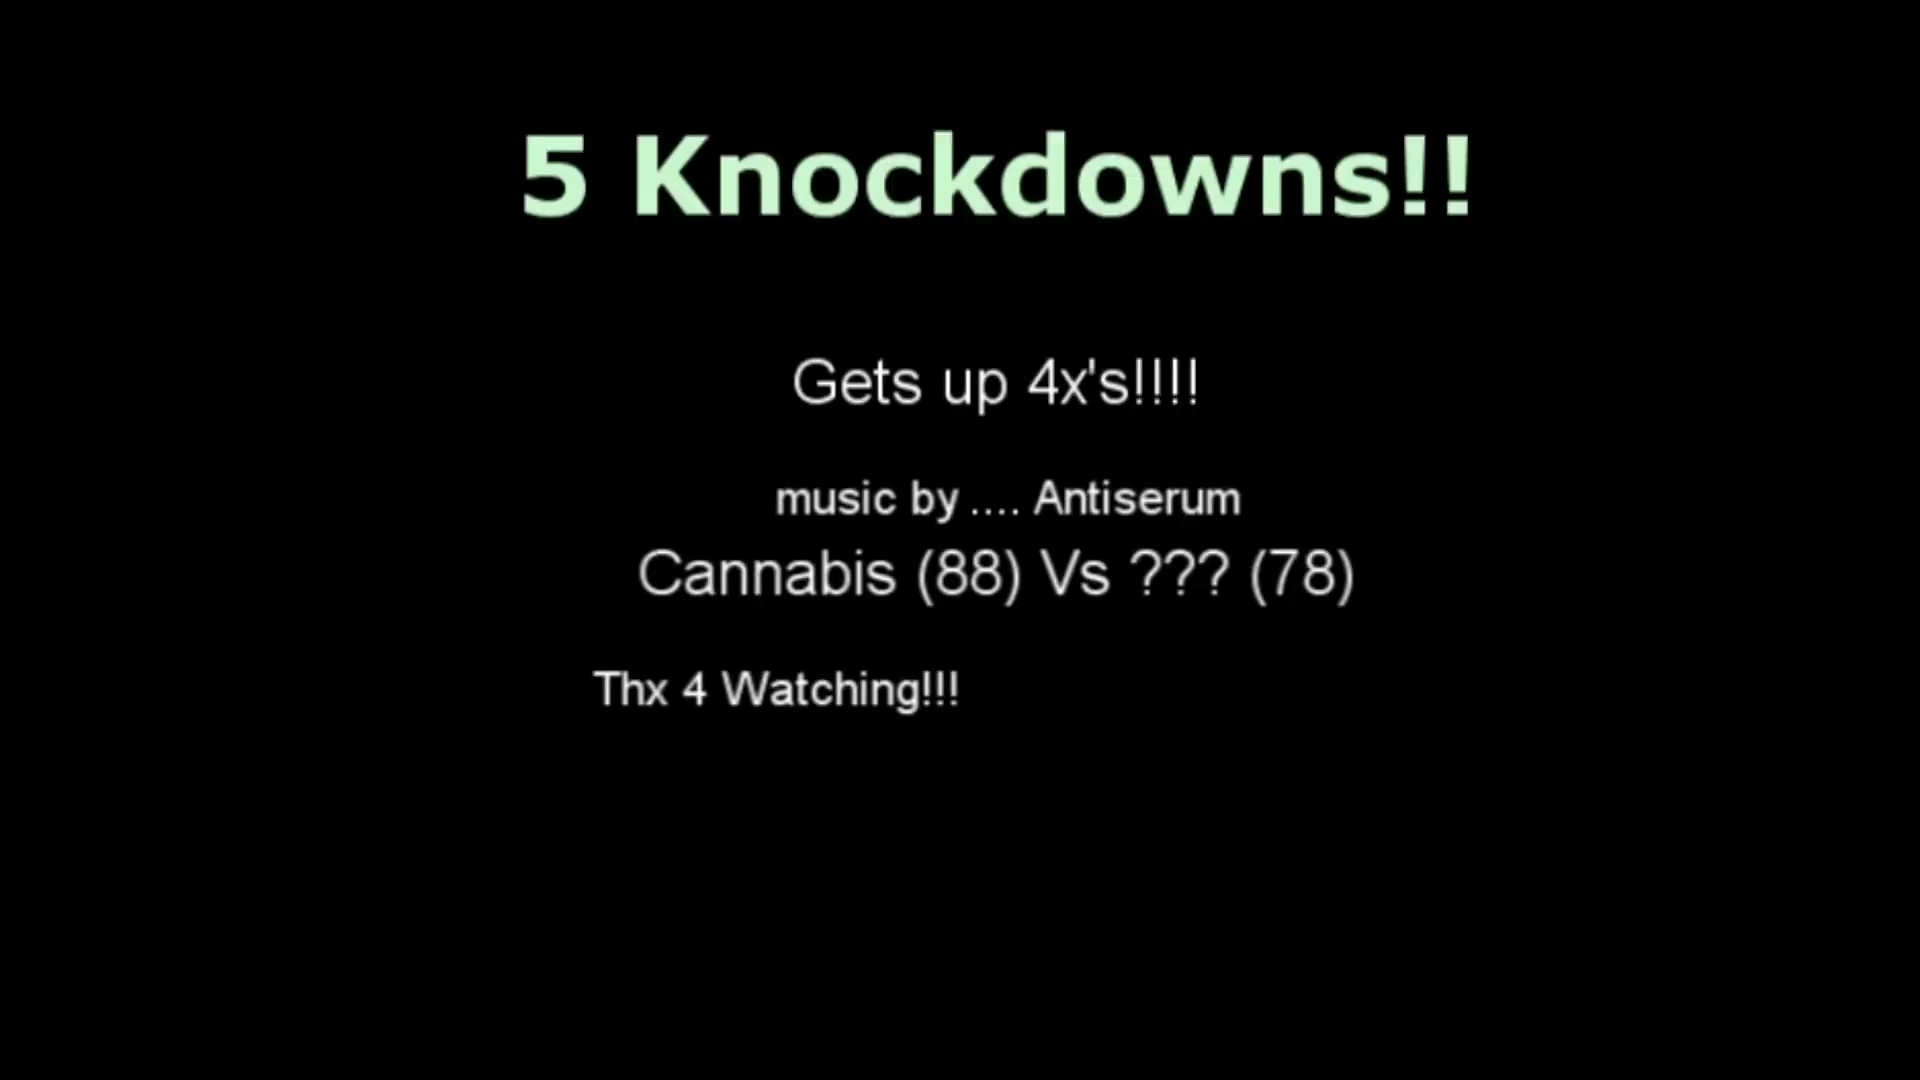 5 Knockdowns!!
Gets up 4x's!!!!
music by .... Antiserum
Cannabis (88) Vs ??? (78)
Thx 4 Watching!!!